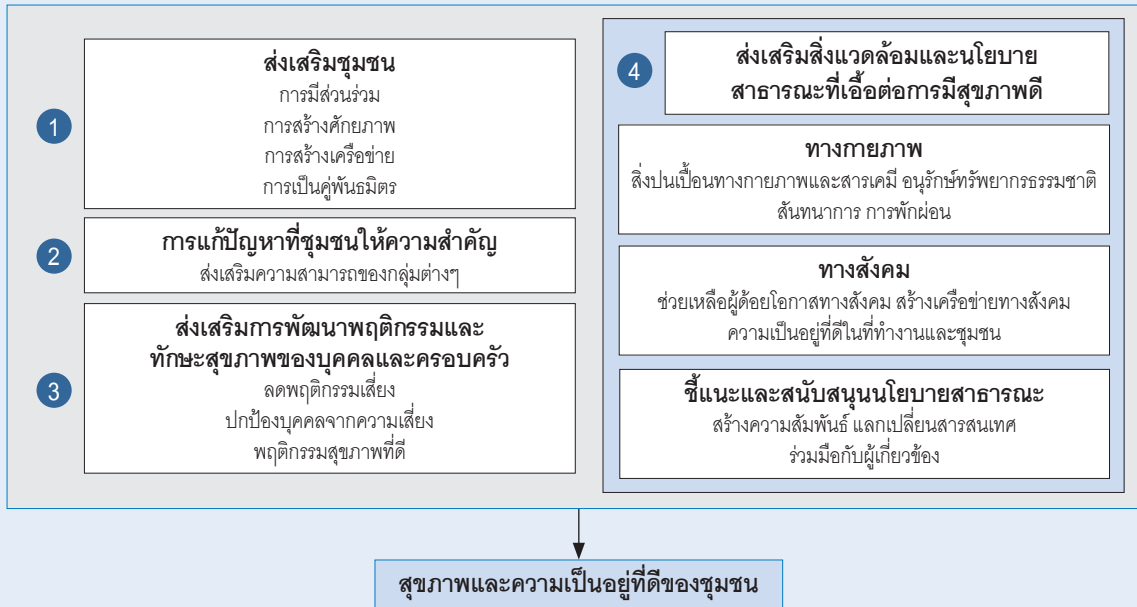 1
ส่งเสริมชุมชน
การมีส่วนร่วม
การสร้างศักยภาพ
การสร้างเครือข่าย
การเป็นคู่พันธมิตร
2
การแก้ปัญหาที่ชุมชนให้ความสำคัญ
ส่งเสริมความสามารถของกลุ่มต่างๆ
3
ส่งเสริมการพัฒนาพฤติกรรมและ
ทักษะสุขภาพของบุคคลและครอบครัว
ลดพฤติกรรมเสี่ยง
ปกป้องบุคคลจากความเสี่ยง
พฤติกรรมสุขภาพที่ดี
4
ส่งเสริมสิ่งแวดล้อมและนโยบาย
สาธารณะที่เอื้อต่อการมีสุขภาพดี
ทางกายภาพ
สิ่งปนเปื้อนทางกายภาพและสารเคมี อนุรักษ์ทรัพยากรธรรมชาติ
สันทนาการ การพักผ่อน
ทางสังคม
ช่วยเหลือผู้ด้อยโอกาสทางสังคม สร้างเครือข่ายทางสังคม
ความเป็นอยู่ที่ดีในที่ทำงานและชุมชน
ชี้แนะและสนับสนุนนโยบายสาธารณะ
สร้างความสัมพันธ์ แลกเปลี่ยนสารสนเทศ
ร่วมมือกับผู้เกี่ยวข้อง
สุขภาพและความเป็นอยู่ที่ดีของชุมชน